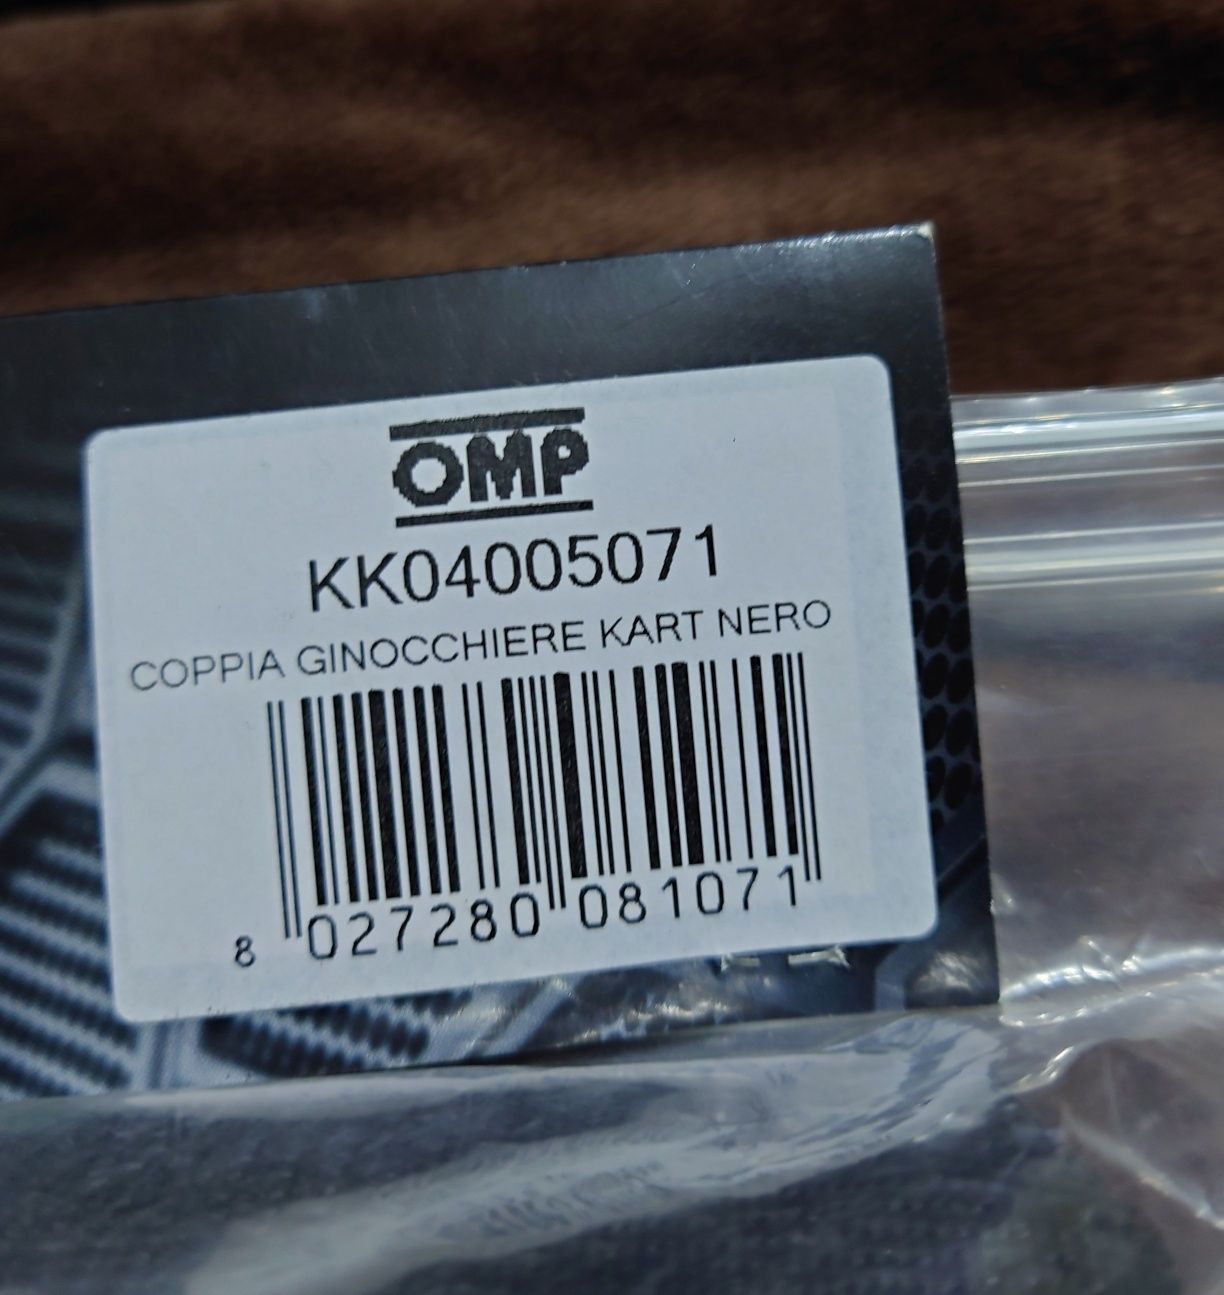 OMP
KK04005071
COPPIA GINOCCHIERE KART NERO
8 027280 081071